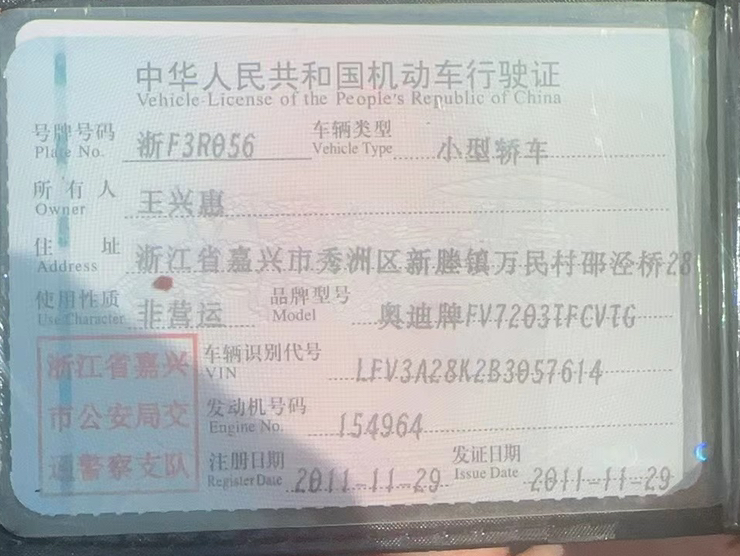 中华人民共和国机动车行驶证
Vehicle License of the People's Republic of China
号牌号码 浙F3R056 车辆类型 小型轿车
Plate No. Vehicle Type
所有人 王兴惠
Owner
住址 浙江省嘉兴市秀洲区新塍镇万民村邵泾桥28
Address
使用性质 非营运 品牌型号 奥迪牌FV7203TFCVTG
Use Character Model
浙江省嘉兴 车辆识别代号 LFV3A28K2B3057614
VIN
市公安局交 发动机号码 154964
Engine No.
通警察支队 注册日期 2011-11-29 发证日期 2011-11-29
Register Date Issue Date